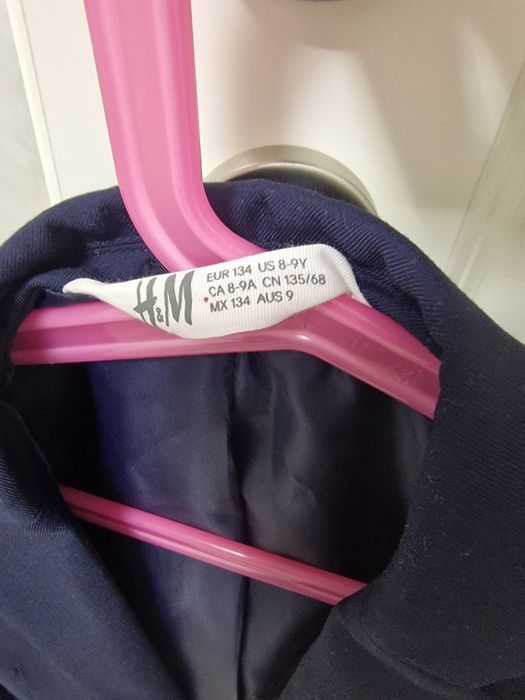 H&M
EUR 134 US 8-9Y
CA 8-9A CN 135/68
MX 134 AUS 9